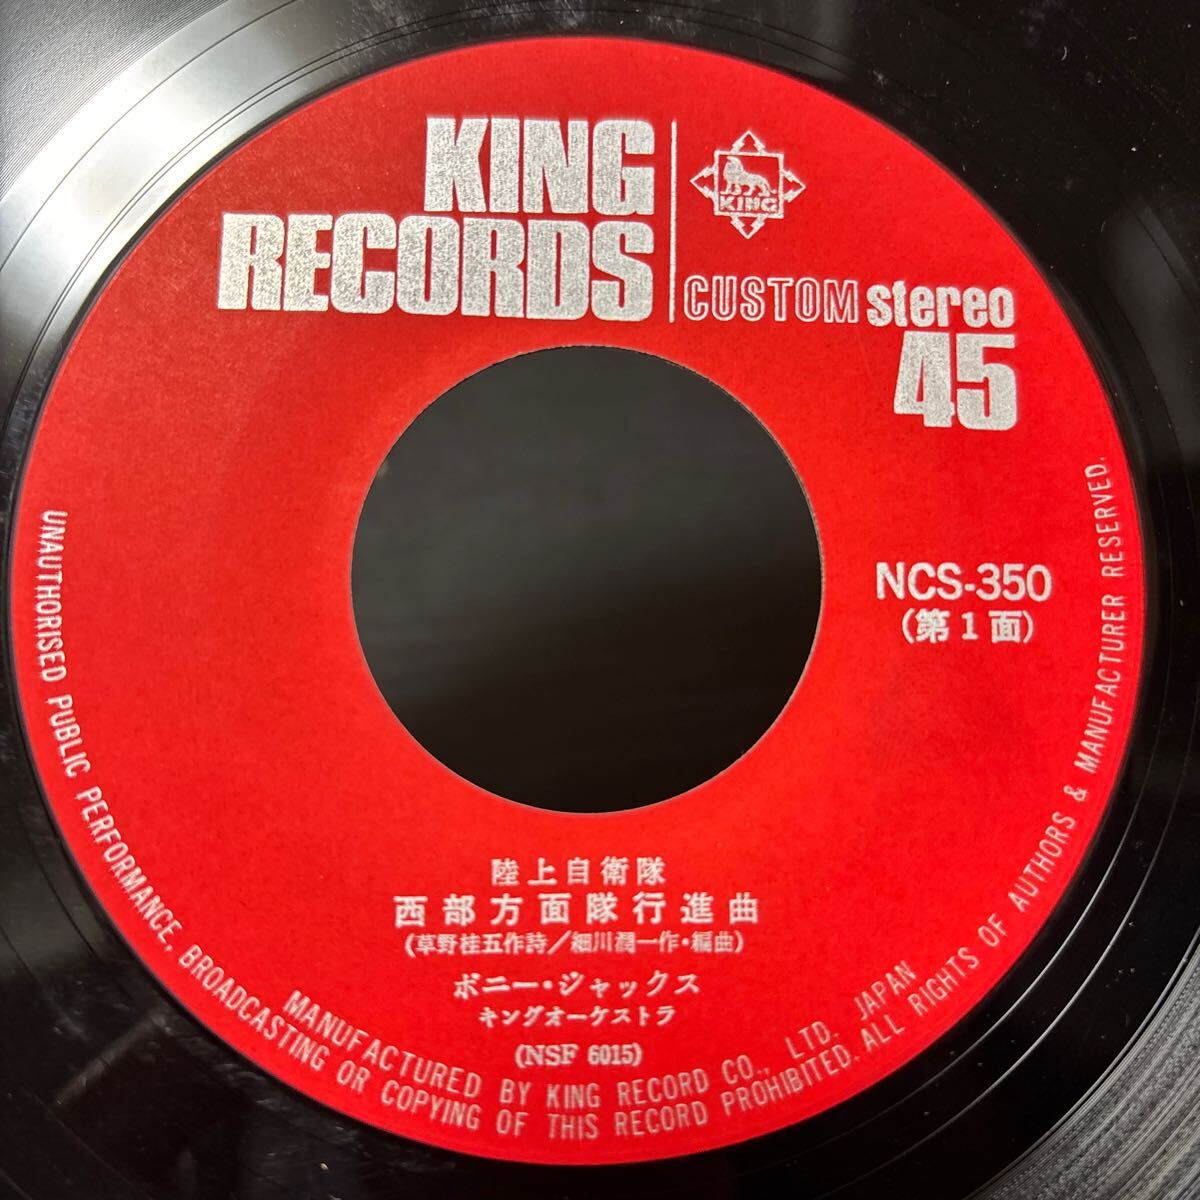 KING
RECORDS
KING
CUSTOM stereo
45
NCS-350
(第1面)
陸上自衛隊
西部方面隊行進曲
(草野桂五作詩/細川潤一作・編曲)
ボニー・ジャックス
キングオーケストラ
(NSF 6015)
MANUFACTURED BY KING RECORD CO., LTD. JAPAN
UNAUTHORISED PUBLIC PERFORMANCE, BROADCASTING OR COPYING OF THIS RECORD PROHIBITED. ALL RIGHTS OF AUTHORS & MANUFACTURER RESERVED.